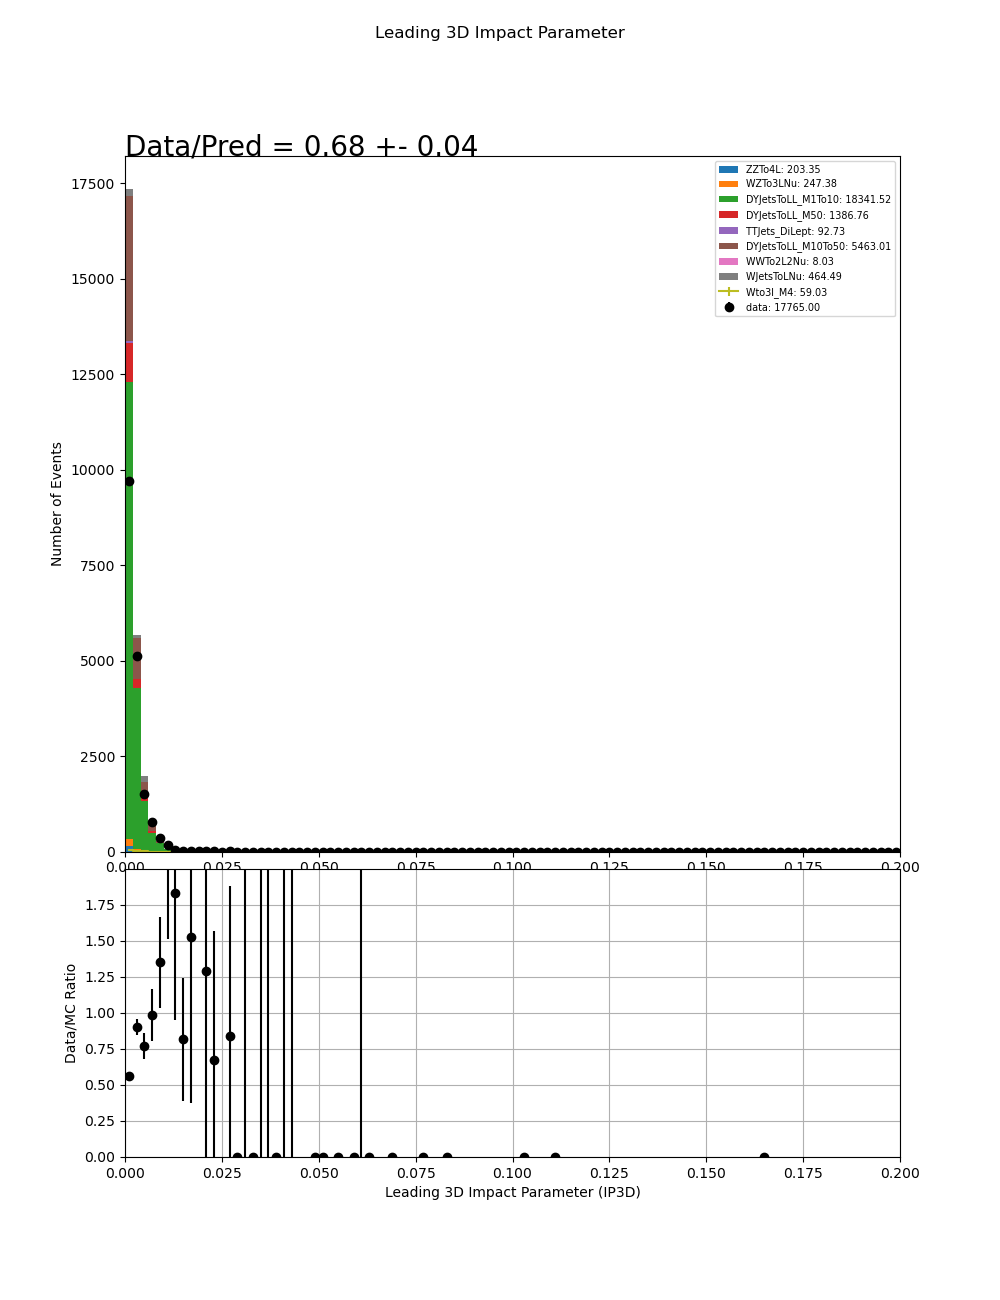 Leading 3D Impact Parameter
Data/Pred = 0.68 +- 0.04
17500
15000
12500
10000
7500
5000
2500
0
Number of Events
ZZTo4L: 203.35
WZTo3LNu: 247.38
DYJetsToLL_M1To10: 18341.52
DYJetsToLL_M50: 1386.76
TTJets_DiLept: 92.73
DYJetsToLL_M10To50: 5463.01
WWTo2L2Nu: 8.03
WJetsToLNu: 464.49
Wto3l_M4: 59.03
data: 17765.00
0.000 0.025 0.050 0.075 0.100 0.125 0.150 0.175 0.200
1.75
1.50
1.25
1.00
0.75
0.50
0.25
0.00
Data/MC Ratio
0.000 0.025 0.050 0.075 0.100 0.125 0.150 0.175 0.200
Leading 3D Impact Parameter (IP3D)